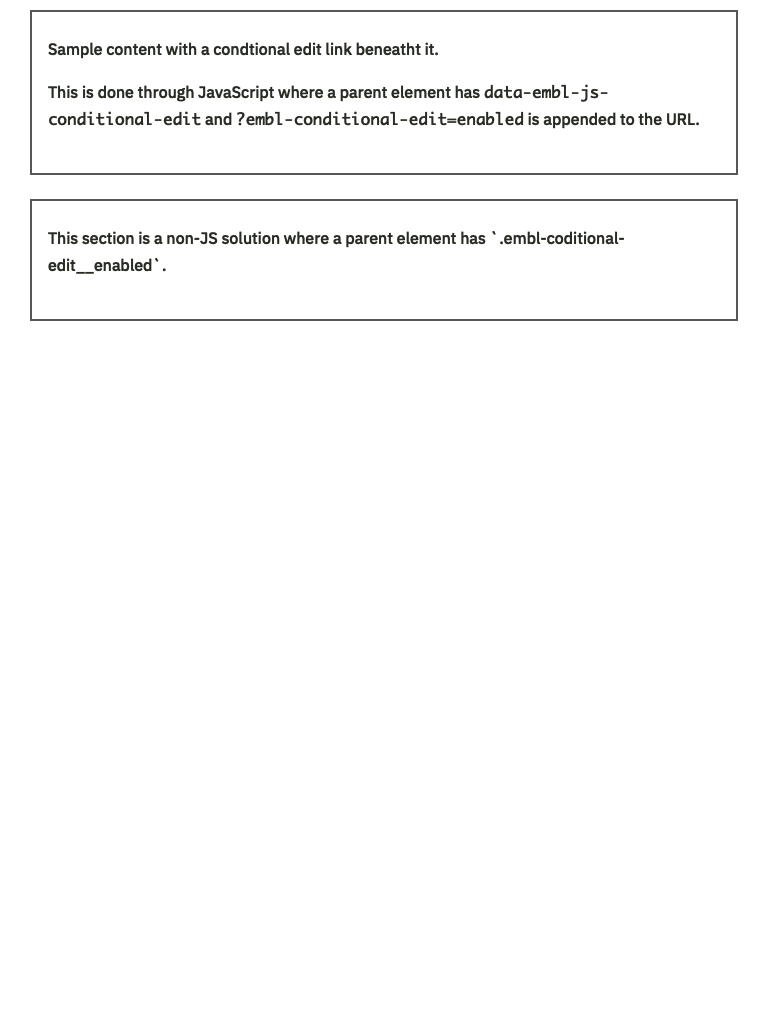 Sample content with a condtional edit link beneatht it.
This is done through JavaScript where a parent element has data-embl-js-
conditional-edit and ?embl-conditional-edit=enabled is appended to the URL.
This section is a non-JS solution where a parent element has `.embl-coditional-
edit__enabled`.